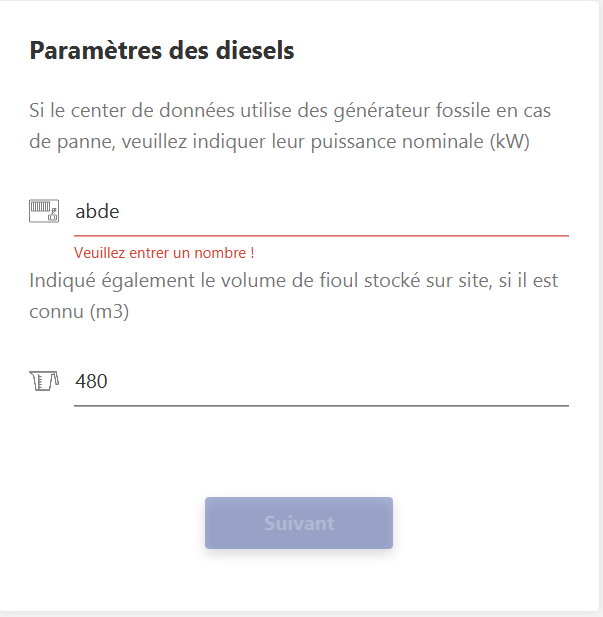 Paramètres des diesels
Si le center de données utilise des générateur fossile en cas
de panne, veuillez indiquer leur puissance nominale (kW)
abde
Veuillez entrer un nombre !
Indiqué également le volume de fioul stocké sur site, si il est
connu (m3)
480
Suivant